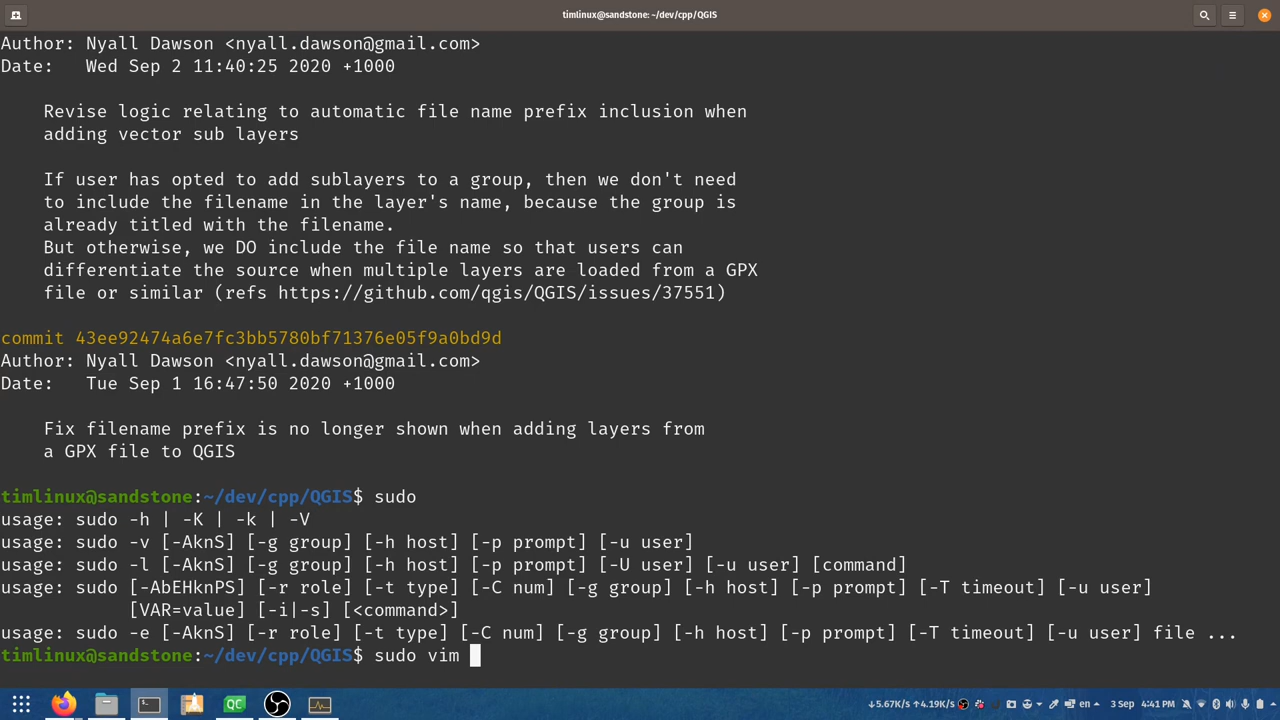 timlinux@sandstone: ~/dev/cpp/QGIS
Author: Nyall Dawson <nyall.dawson@gmail.com>
Date:   Wed Sep 2 11:40:25 2020 +1000
    Revise logic relating to automatic file name prefix inclusion when
    adding vector sub layers
    If user has opted to add sublayers to a group, then we don't need
    to include the filename in the layer's name, because the group is
    already titled with the filename.
    But otherwise, we DO include the file name so that users can
    differentiate the source when multiple layers are loaded from a GPX
    file or similar (refs https://github.com/qgis/QGIS/issues/37551)
commit 43ee92474a6e7fc3bb5780bf71376e05f9a0bd9d
Author: Nyall Dawson <nyall.dawson@gmail.com>
Date:   Tue Sep 1 16:47:50 2020 +1000
    Fix filename prefix is no longer shown when adding layers from
    a GPX file to QGIS
timlinux@sandstone:~/dev/cpp/QGIS$ sudo
usage: sudo -h | -K | -k | -V
usage: sudo -v [-AknS] [-g group] [-h host] [-p prompt] [-u user]
usage: sudo -l [-AknS] [-g group] [-h host] [-p prompt] [-U user] [-u user] [command]
usage: sudo [-AbEHknPS] [-r role] [-t type] [-C num] [-g group] [-h host] [-p prompt] [-T timeout] [-u user]
            [VAR=value] [-i|-s] [<command>]
usage: sudo -e [-AknS] [-r role] [-t type] [-C num] [-g group] [-h host] [-p prompt] [-T timeout] [-u user] file ...
timlinux@sandstone:~/dev/cpp/QGIS$ sudo vim
QC
↓5.67K/s ↑4.19K/s en 3 Sep 4:41 PM